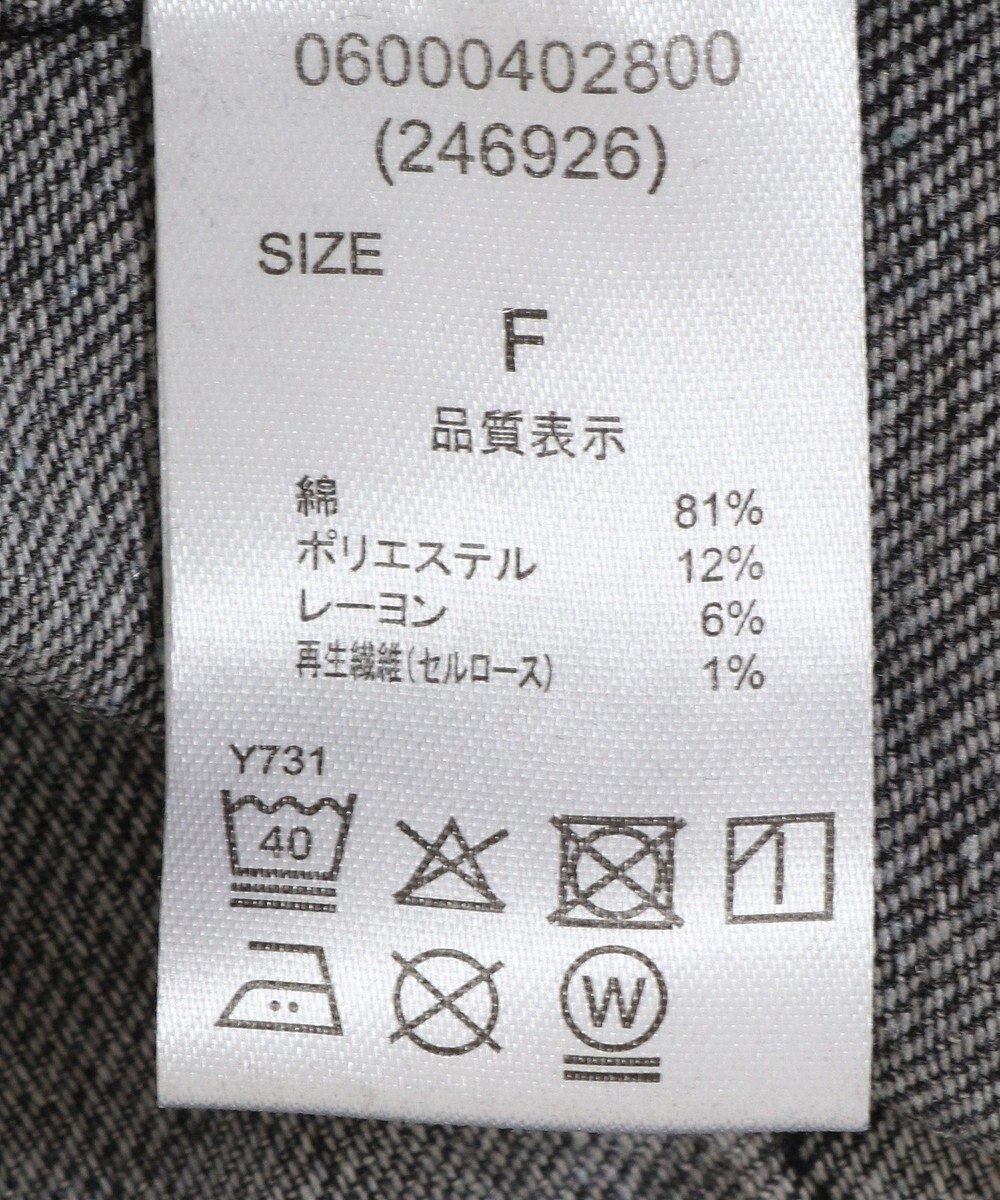 06000402800
(246926)
SIZE
F
品質表示
綿 81%
ポリエステル 12%
レーヨン 6%
再生繊維(セルロース) 1%
Y731
40
W